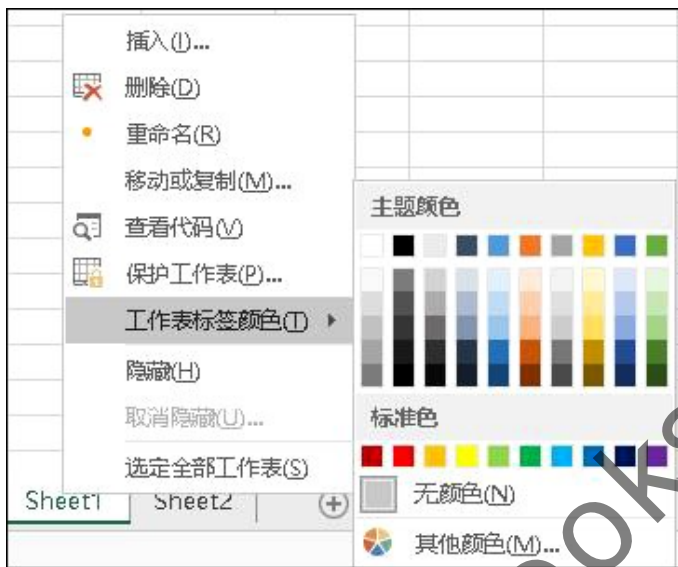 插入(I)...
删除(D)
重命名(R)
移动或复制(M)...
查看代码(V)
保护工作表(P)...
工作表标签颜色(T)
隐藏(H)
取消隐藏(U)...
选定全部工作表(S)
主题颜色
标准色
无颜色(N)
其他颜色(M)...
Sheet1
Sheet2
ooks